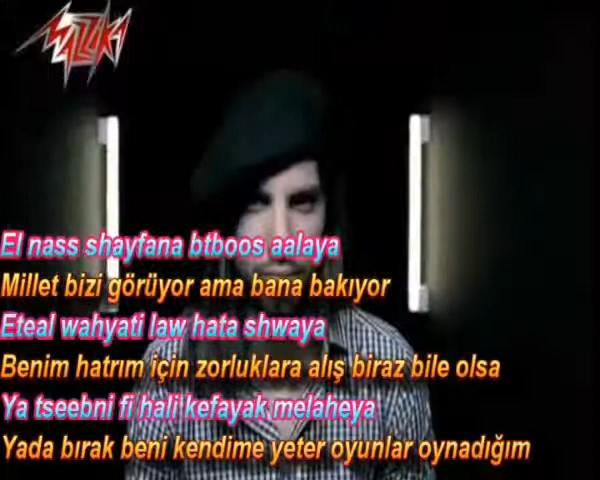 MAZZIKA
El nass shayfana btboos aalaya
Millet bizi görüyor ama bana bakıyor
Eteal wahyati law hata shwaya
Benim hatrım için zorluklara alış biraz bile olsa
Ya tseebni fi hali kefayak melaheya
Yada bırak beni kendime yeter oyunlar oynadığım